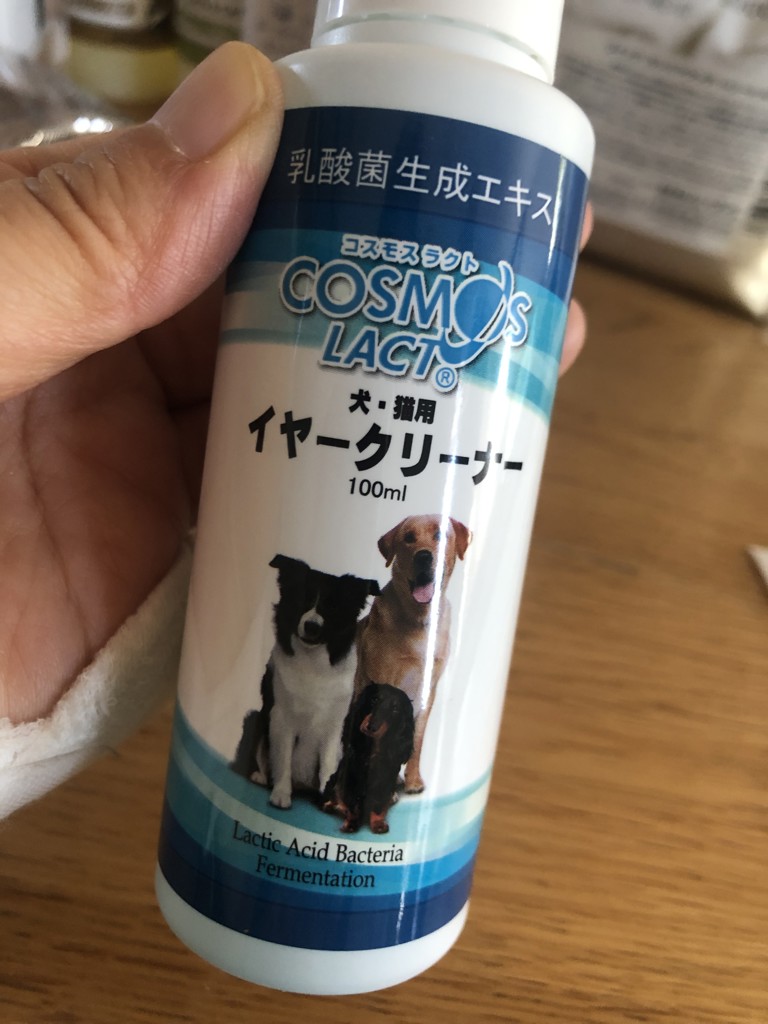 乳酸菌生成エキス
コスモスラクト
COSMOS
LACT®
犬・猫用
イヤークリーナー
100ml
Lactic Acid Bacteria
Fermentation